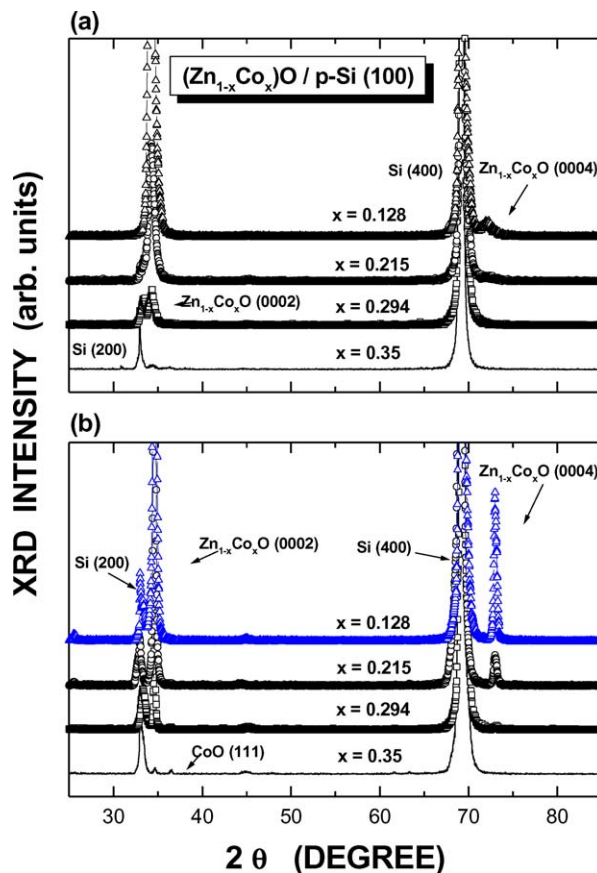 (a)
(Zn₁₋ₓCoₓ)O / p-Si (100)
Si (400)
Zn₁₋ₓCoₓO (0004)
x = 0.128
x = 0.215
Zn₁₋ₓCoₓO (0002)
x = 0.294
Si (200)
x = 0.35
(b)
Zn₁₋ₓCoₓO (0004)
Zn₁₋ₓCoₓO (0002)
Si (400)
Si (200)
x = 0.128
x = 0.215
x = 0.294
CoO (111)
x = 0.35
30 40 50 60 70 80
2 θ (DEGREE)
XRD INTENSITY (arb. units)